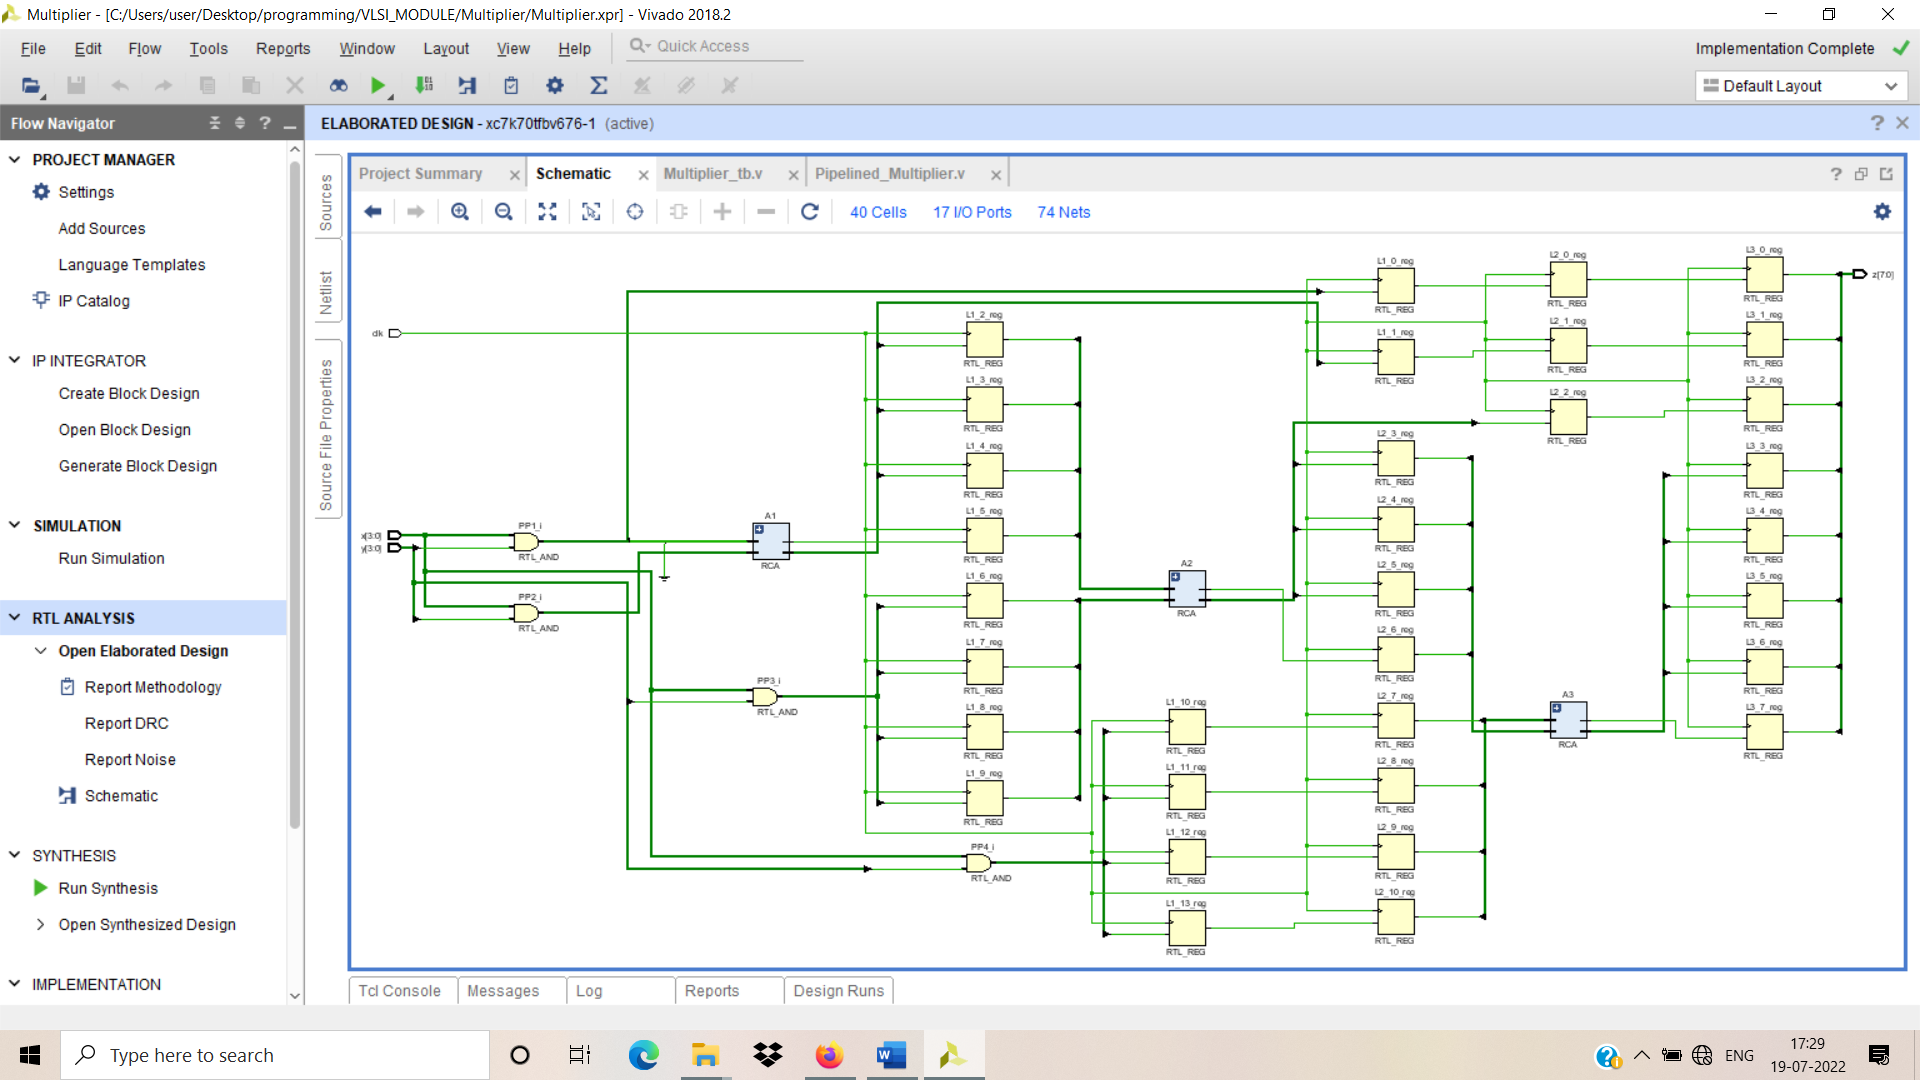 Multiplier - [C:/Users/user/Desktop/programming/VLSI_MODULE/Multiplier/Multiplier.xpr] - Vivado 2018.2
File Edit Flow Tools Reports Window Layout View Help Quick Access
Implementation Complete
Default Layout
Flow Navigator
PROJECT MANAGER
Settings
Add Sources
Language Templates
IP Catalog
IP INTEGRATOR
Create Block Design
Open Block Design
Generate Block Design
SIMULATION
Run Simulation
RTL ANALYSIS
Open Elaborated Design
Report Methodology
Report DRC
Report Noise
Schematic
SYNTHESIS
Run Synthesis
Open Synthesized Design
IMPLEMENTATION
ELABORATED DESIGN - xc7k70tfbv676-1 (active)
Sources
Netlist
Source File Properties
Project Summary Schematic Multiplier_tb.v Pipelined_Multiplier.v
40 Cells 17 I/O Ports 74 Nets
clk
x[3:0]
y[3:0]
PP1_i
RTL_AND
PP2_i
RTL_AND
A1
RCA
PP3_i
RTL_AND
L1_2_reg
RTL_REG
L1_3_reg
RTL_REG
L1_4_reg
RTL_REG
L1_5_reg
RTL_REG
L1_6_reg
RTL_REG
L1_7_reg
RTL_REG
L1_8_reg
RTL_REG
L1_9_reg
RTL_REG
PP4_i
RTL_AND
A2
RCA
L1_10_reg
RTL_REG
L1_11_reg
RTL_REG
L1_12_reg
RTL_REG
L1_13_reg
RTL_REG
L1_0_reg
RTL_REG
L1_1_reg
RTL_REG
L2_3_reg
RTL_REG
L2_4_reg
RTL_REG
L2_5_reg
RTL_REG
L2_6_reg
RTL_REG
L2_7_reg
RTL_REG
L2_8_reg
RTL_REG
L2_9_reg
RTL_REG
L2_10_reg
RTL_REG
L2_0_reg
RTL_REG
L2_1_reg
RTL_REG
L2_2_reg
RTL_REG
A3
RCA
L3_0_reg
RTL_REG
L3_1_reg
RTL_REG
L3_2_reg
RTL_REG
L3_3_reg
RTL_REG
L3_4_reg
RTL_REG
L3_5_reg
RTL_REG
L3_6_reg
RTL_REG
L3_7_reg
RTL_REG
z[7:0]
Tcl Console Messages Log Reports Design Runs
Type here to search
ENG
17:29
19-07-2022